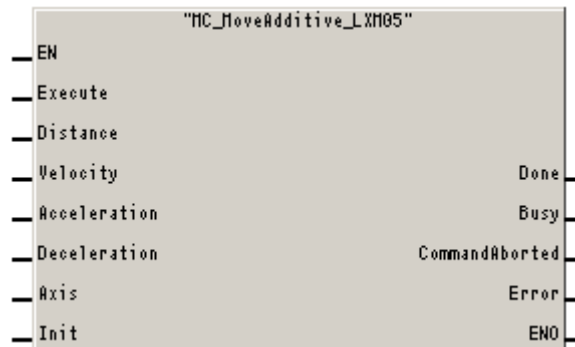 "MC_MoveAdditive_LXM05"
EN
Execute
Distance
Velocity Done
Acceleration Busy
Deceleration CommandAborted
Axis Error
Init ENO